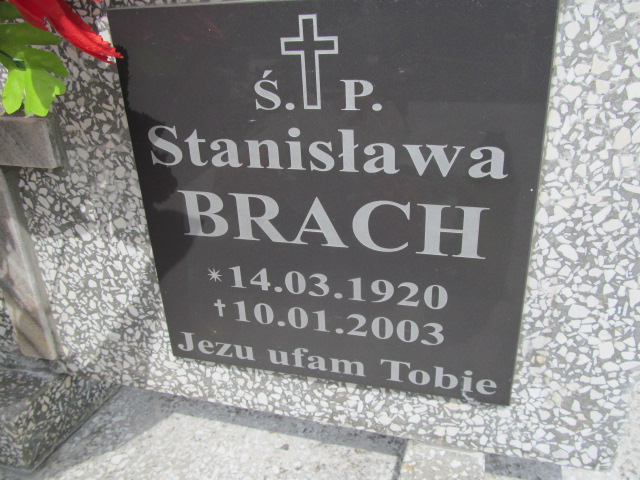 Ś. P.
Stanisława
BRACH
*14.03.1920
†10.01.2003
Jezu ufam Tobie